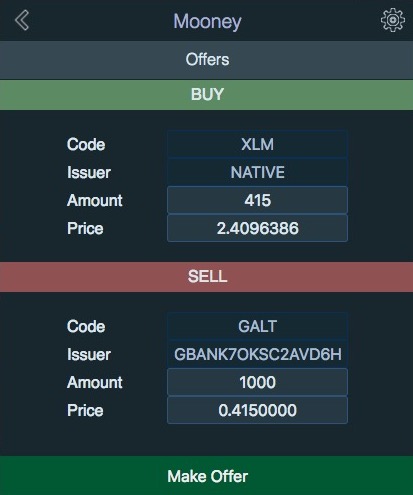 Mooney
Offers
BUY
Code XLM
Issuer NATIVE
Amount 415
Price 2.4096386
SELL
Code GALT
Issuer GBANK7OKSC2AVD6H
Amount 1000
Price 0.4150000
Make Offer